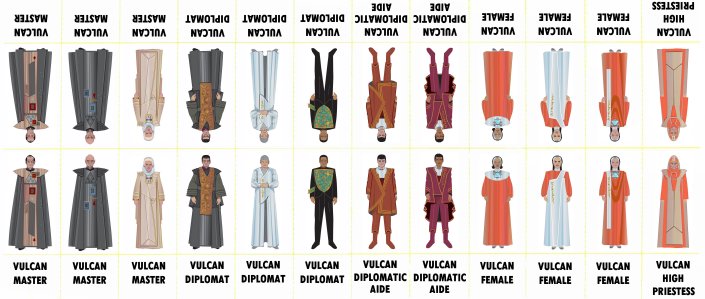 VULCAN MASTER
VULCAN MASTER
VULCAN MASTER
VULCAN DIPLOMAT
VULCAN DIPLOMAT
VULCAN DIPLOMAT
VULCAN DIPLOMATIC AIDE
VULCAN DIPLOMATIC AIDE
VULCAN FEMALE
VULCAN FEMALE
VULCAN FEMALE
VULCAN HIGH PRIESTESS
VULCAN
MASTER
VULCAN
MASTER
VULCAN
MASTER
VULCAN
DIPLOMAT
VULCAN
DIPLOMAT
VULCAN
DIPLOMAT
VULCAN
DIPLOMATIC
AIDE
VULCAN
DIPLOMATIC
AIDE
VULCAN
FEMALE
VULCAN
FEMALE
VULCAN
FEMALE
VULCAN
HIGH
PRIESTESS